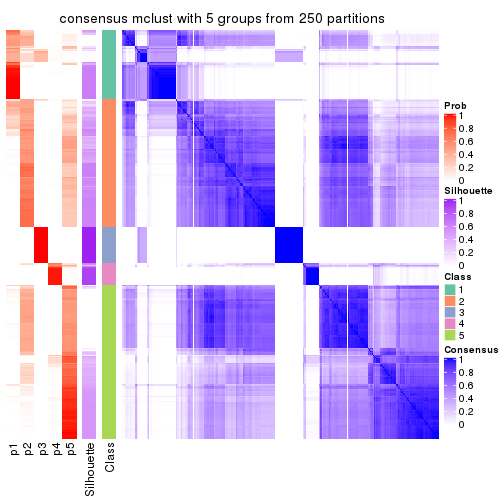 consensus mclust with 5 groups from 250 partitions
Prob
1
0.8
0.6
0.4
0.2
0
Silhouette
1
0.8
0.6
0.4
0.2
0
Class
1
2
3
4
5
Consensus
1
0.8
0.6
0.4
0.2
0
p1
p2
p3
p4
p5
Silhouette
Class